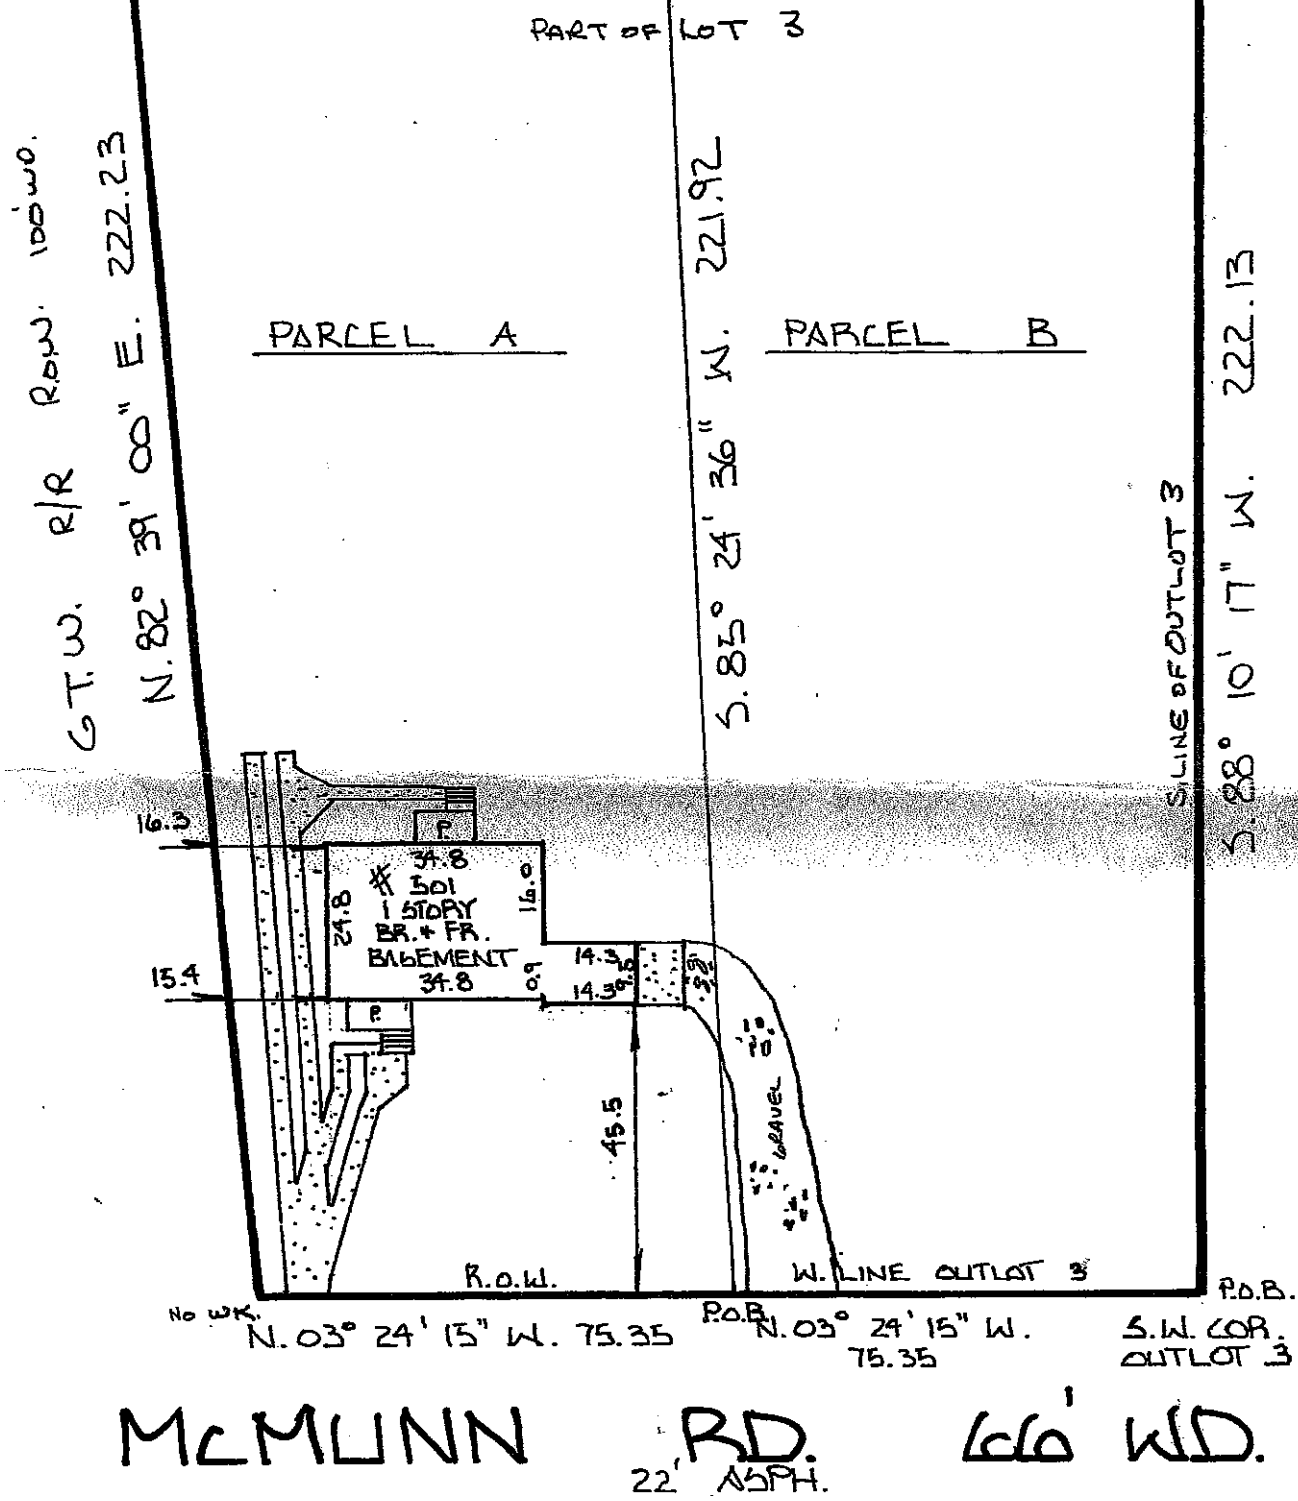 PART OF LOT 3
G.T.W. R/R R.O.W. 100' WD.
N. 82° 39' 00" E. 222.23
PARCEL A
S. 85° 24' 36" W. 221.92
PARCEL B
S. LINE OF OUTLOT 3
S. 88° 10' 17" W. 222.13
16.3
P.
34.8
# 501
1 STORY
BR. + FR.
BASEMENT
34.8
24.8
16.0
14.3
9.5
14.3
15.4
P.
45.5
GRAVEL
R.O.W.
W. LINE OUTLOT 3
P.O.B.
No WK.
P.O.B.
N. 03° 24' 15" W. 75.35
N. 03° 24' 15" W.
75.35
S.W. COR.
OUTLOT 3
McMUNN RD. 66' WD.
22' ASPH.